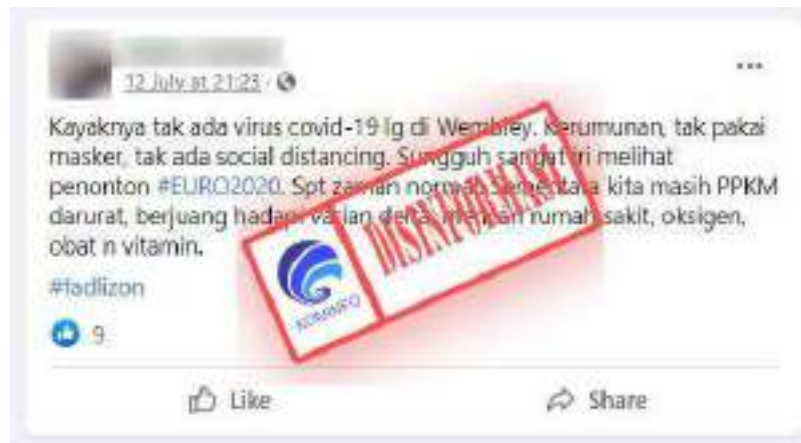 12 July at 21:23
Kayaknya tak ada virus covid-19 lg di Wembley. Kerumunan, tak pakai
masker, tak ada social distancing. Sungguh sangat iri melihat
penonton #EURO2020. Spt zaman normal. Sementara kita masih PPKM
darurat, berjuang hadapi varian delta, rumah sakit, oksigen,
obat n vitamin.
#fadlizon
KOMINFO
DISINFORMASI
9
Like
Share